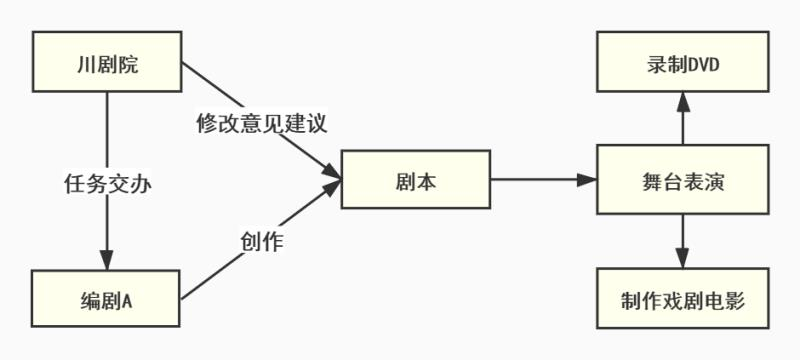 川剧院
录制DVD
修改意见建议
任务交办
剧本
舞台表演
创作
编剧A
制作戏剧电影